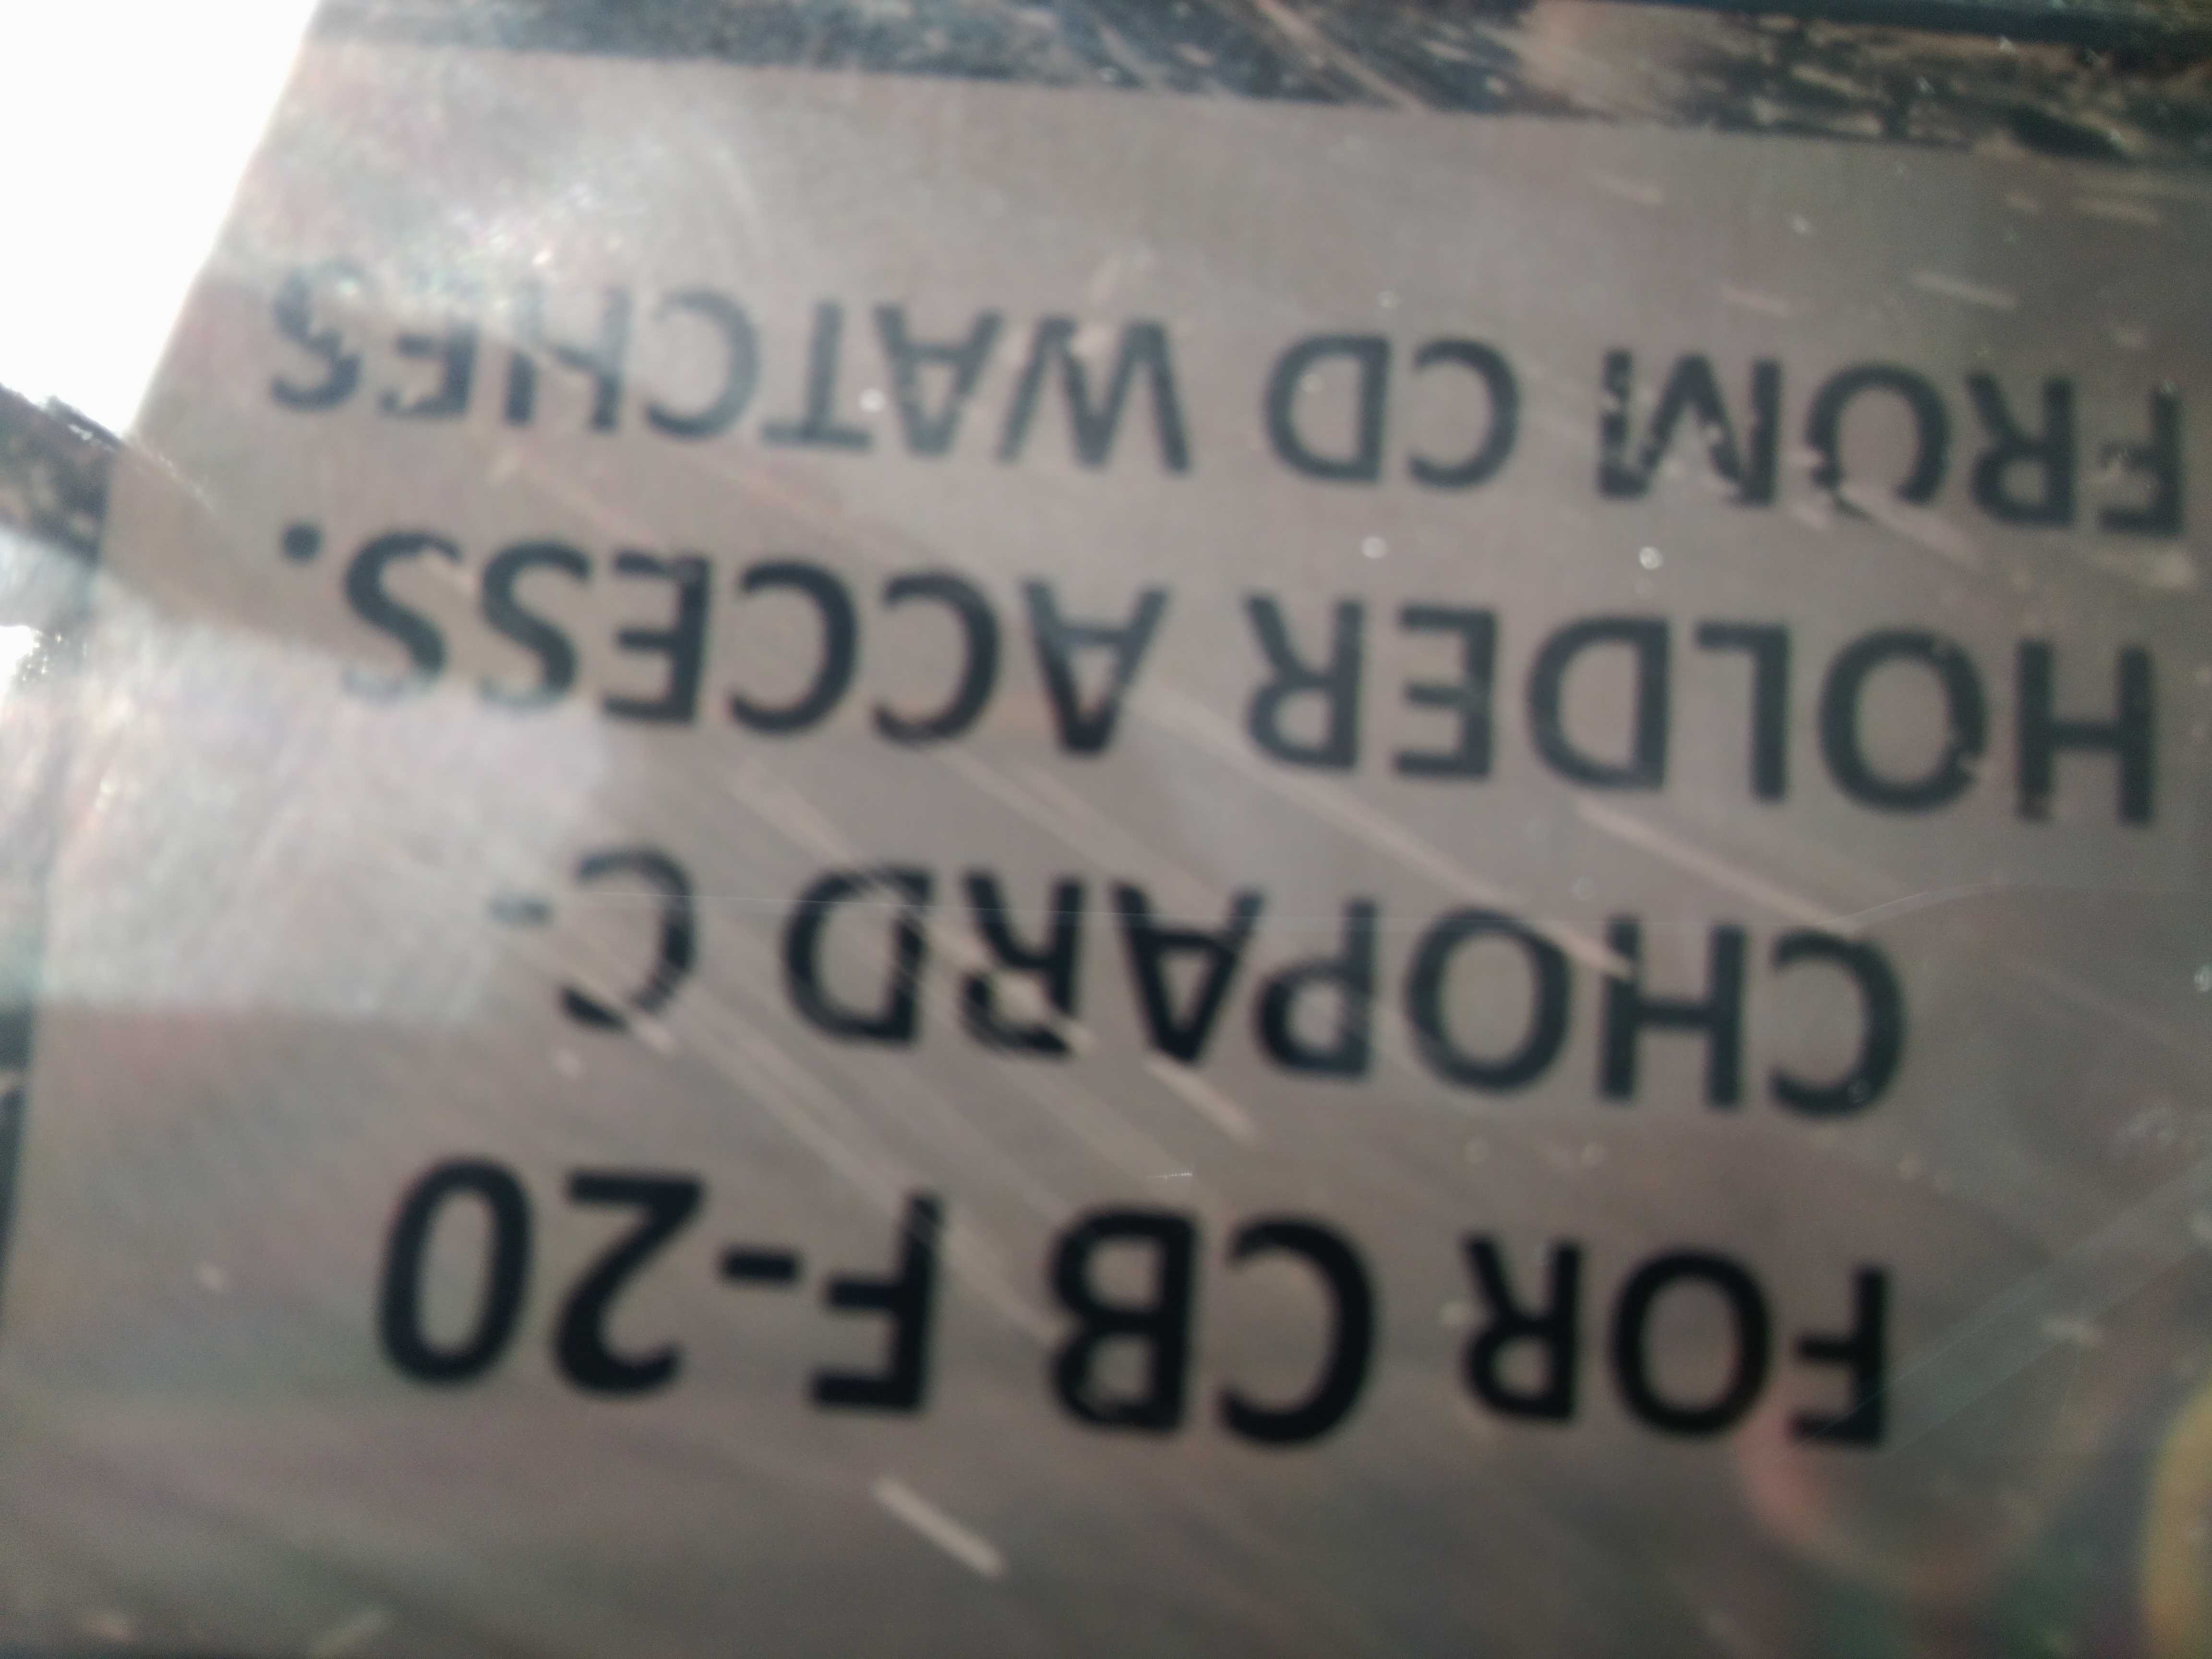 FOR CB F-20
CHOPARD C -
HOLDER ACCESS.
FROM CD WATCHES